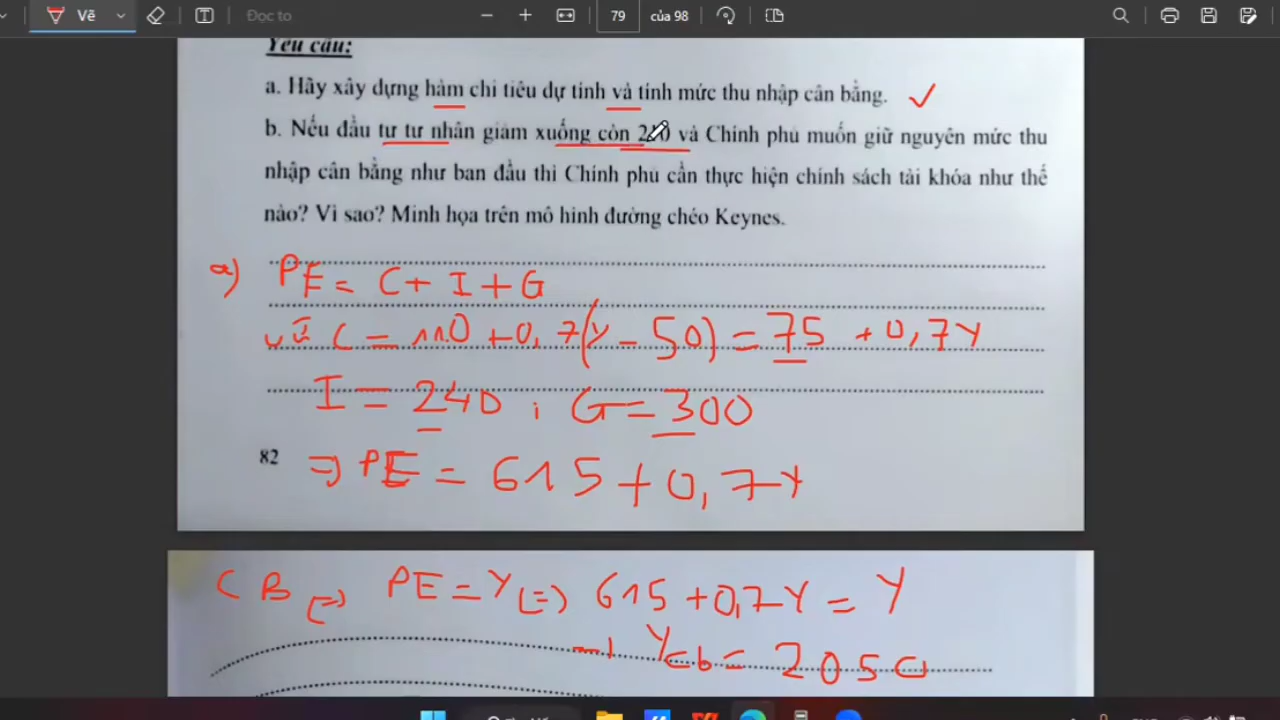 Vẽ Đọc to 79 của 98
Yêu cầu:
a. Hãy xây dựng hàm chi tiêu dự tính và tính mức thu nhập cân bằng.
b. Nếu đầu tư tư nhân giảm xuống còn và Chính phủ muốn giữ nguyên mức thu
nhập cân bằng như ban đầu thì Chính phủ cần thực hiện chính sách tài khóa như thế
nào? Vì sao? Minh họa trên mô hình đường chéo Keynes.
a) PE = C + I + G
với C = 110 + 0,7(Y - 50) = 75 + 0,7Y
I = 240 ; G = 300
82 => PE = 615 + 0,7Y
CB <=> PE = Y <=> 615 + 0,7Y = Y
Ycb = 2050